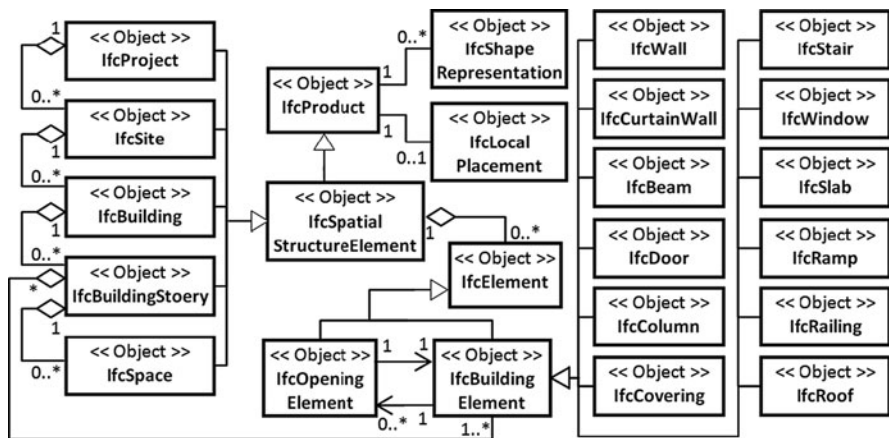 1
<< Object >>
IfcProject
0..*
<< Object >>
IfcSite
1
0..*
<< Object >>
IfcBuilding
1
0..*
<< Object >>
IfcBuildingStoery
*
1
<< Object >>
IfcSpace
0..*
<< Object >>
IfcProduct
1
0..*
<< Object >>
IfcShape
Representation
1
0..1
<< Object >>
IfcLocal
Placement
<< Object >>
IfcSpatial
StructureElement
1
0..*
<< Object >>
IfcElement
<< Object >>
IfcOpening
Element
1
1
0..*
1
<< Object >>
IfcBuilding
Element
1..*
<< Object >>
IfcWall
<< Object >>
IfcCurtainWall
<< Object >>
IfcBeam
<< Object >>
IfcDoor
<< Object >>
IfcColumn
<< Object >>
IfcCovering
<< Object >>
IfcStair
<< Object >>
IfcWindow
<< Object >>
IfcSlab
<< Object >>
IfcRamp
<< Object >>
IfcRailing
<< Object >>
IfcRoof